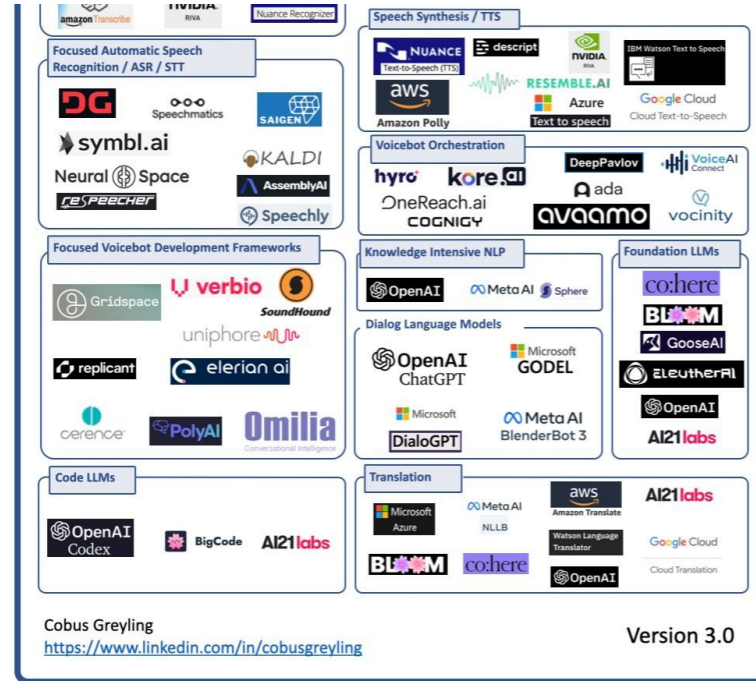 amazon Transcribe
NVIDIA.
RIVA
Nuance Recognizer
Focused Automatic Speech
Recognition / ASR / STT
DG
Speechmatics
SAIGEN
symbl.ai
KALDI
Neural Space
AssemblyAI
reSpeecher
Speechly
Speech Synthesis / TTS
NUANCE
Text-to-Speech (TTS)
descript
NVIDIA
RIVA
IBM Watson Text to Speech
aws
Amazon Polly
RESEMBLE.AI
Azure
Text to speech
Google Cloud
Cloud Text-to-Speech
Voicebot Orchestration
hyro
kore.ai
DeepPavlov
VoiceAI
Connect
OneReach.ai
COGNIGY
ada
avaamo
vocinity
Focused Voicebot Development Frameworks
Gridspace
verbio
SoundHound
uniphore
replicant
elerian ai
cerence
PolyAI
Omilia
Conversational Intelligence
Knowledge Intensive NLP
OpenAI
Meta AI
Sphere
Dialog Language Models
OpenAI
ChatGPT
Microsoft
GODEL
Microsoft
DialoGPT
Meta AI
BlenderBot 3
Foundation LLMs
co:here
BLOOM
GooseAI
EleutherAI
OpenAI
AI21labs
Code LLMs
OpenAI
Codex
BigCode
AI21labs
Translation
Microsoft
Azure
Meta AI
NLLB
aws
Amazon Translate
AI21labs
Watson Language
Translator
Google Cloud
Cloud Translation
BLOOM
co:here
OpenAI
Cobus Greyling
https://www.linkedin.com/in/cobusgreyling
Version 3.0